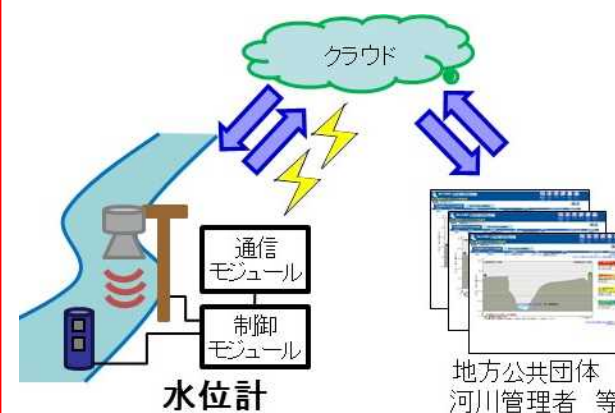 クラウド
通信
モジュール
制御
モジュール
水位計
地方公共団体
河川管理者 等